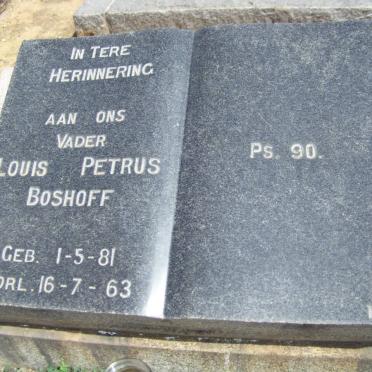 IN TERE
HERINNERING
AAN ONS
VADER
LOUIS PETRUS
BOSHOFF
GEB. 1-5-81
ORL. 16-7-63
PS. 90.